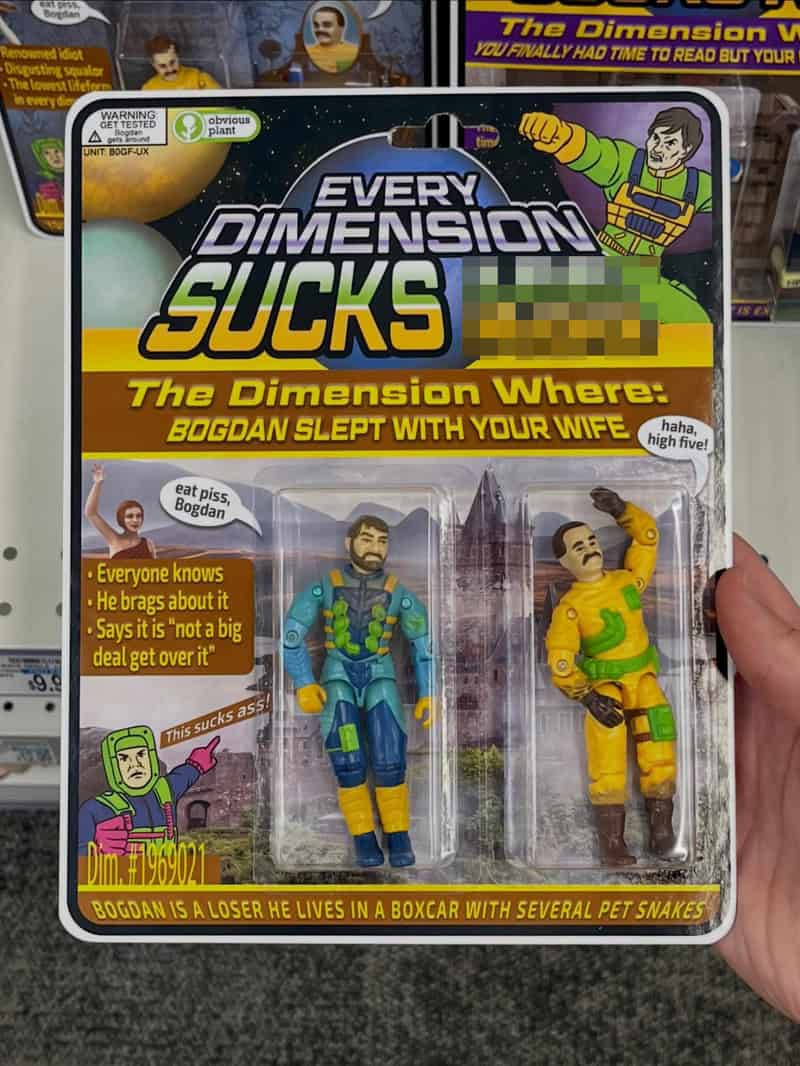 eat piss,
Bogdan
Renowned idiot
• Disgusting squalor
• The lowest lifeform
in every
The Dimension
YOU FINALLY HAD TIME TO READ BUT YOUR
WARNING
GET TESTED
Bogdan
gets around
UNIT: BOGF-UX
obvious
plant
EVERY
DIMENSION
SUCKS
The Dimension Where:
BOGDAN SLEPT WITH YOUR WIFE
haha,
high five!
eat piss,
Bogdan
• Everyone knows
• He brags about it
• Says it is "not a big
deal get over it"
This sucks ass!
Dim. #1969021
BOGDAN IS A LOSER HE LIVES IN A BOXCAR WITH SEVERAL PET SNAKES